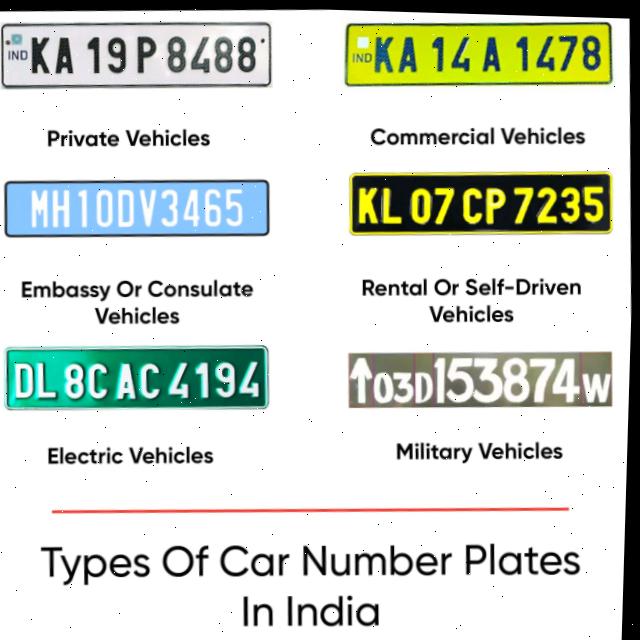 IND KA 19 P 8488
IND KA 14 A 1478
Private Vehicles
Commercial Vehicles
MH10DV3465
KL 07 CP 7235
Embassy Or Consulate
Vehicles
Rental Or Self-Driven
Vehicles
DL 8C AC 4194
↑03D153874W
Electric Vehicles
Military Vehicles
Types Of Car Number Plates
In India